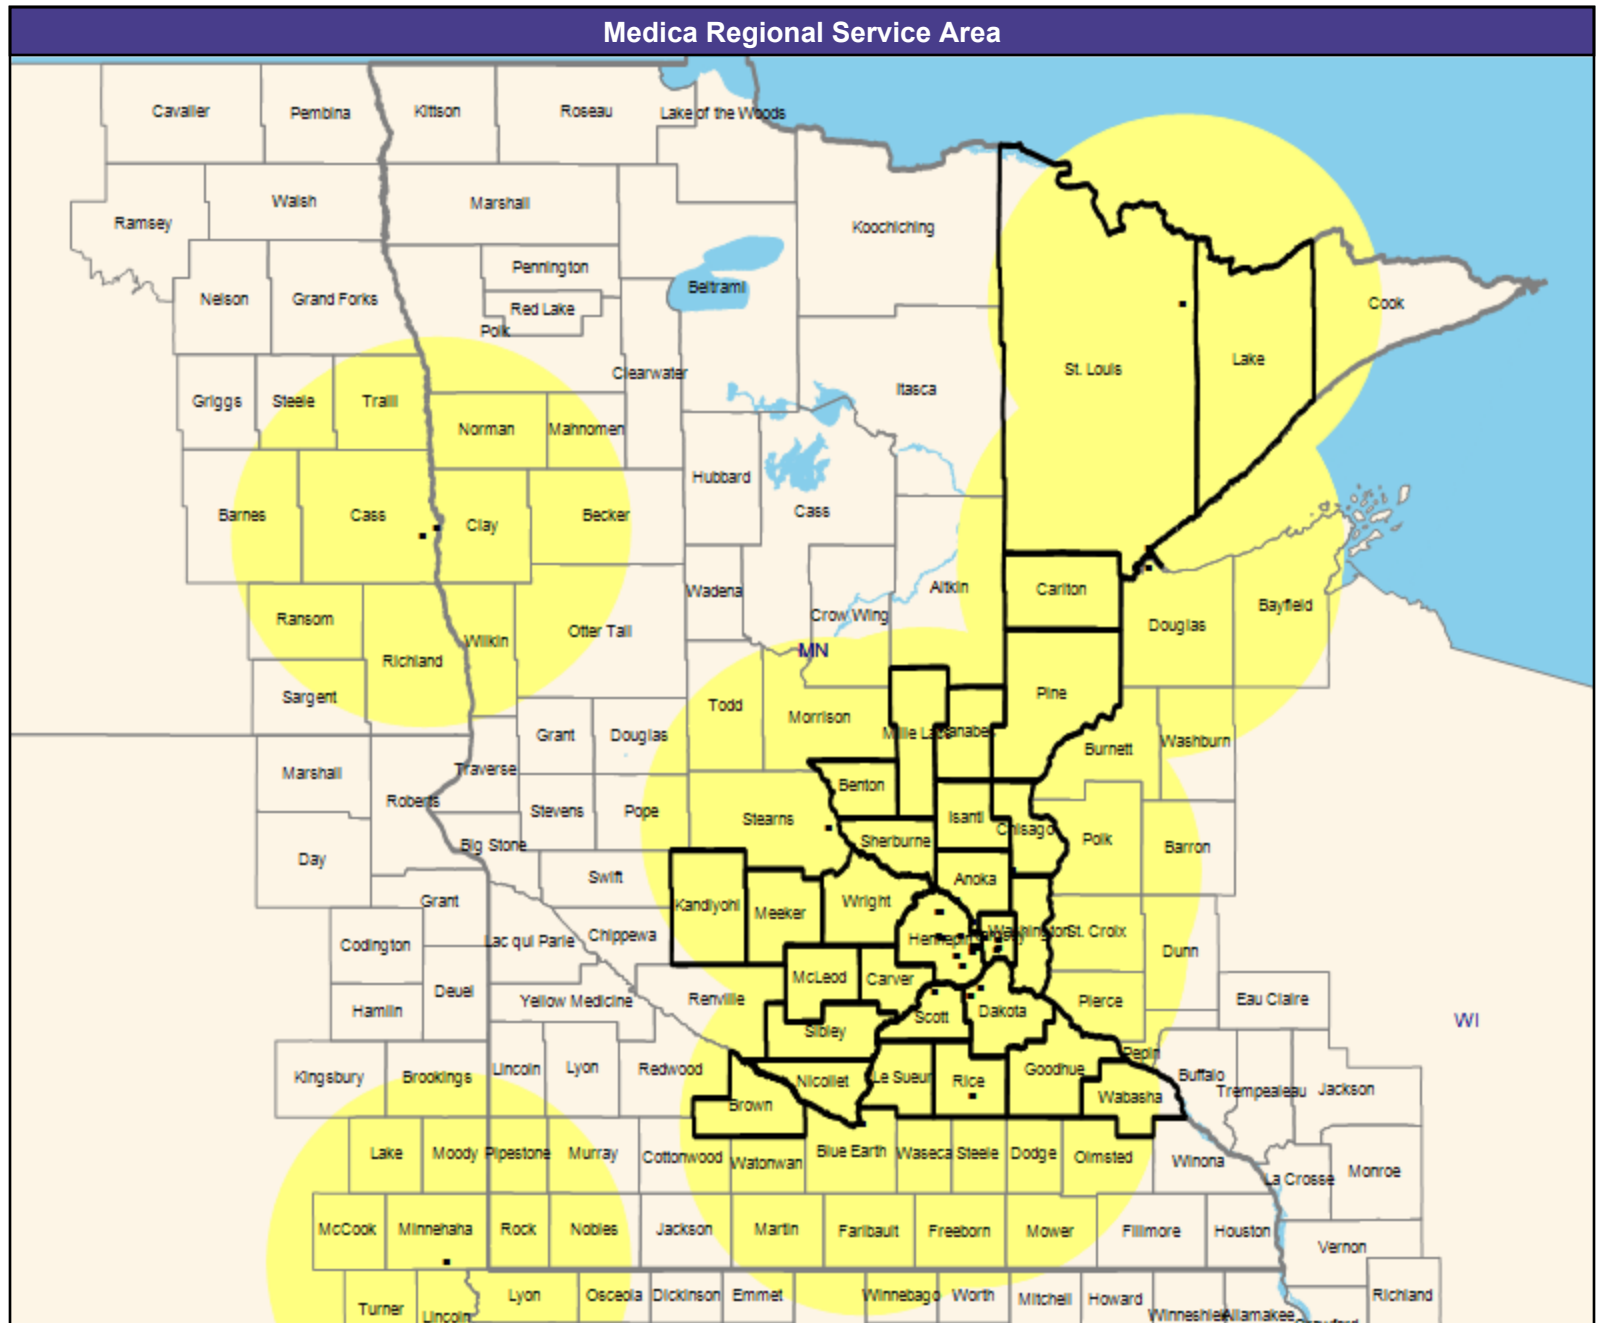 Medica Regional Service Area
Cavalier
Pembina
Kittson
Roseau
Lake of the Woods
Walsh
Marshall
Ramsey
Koochiching
Pennington
Beltrami
Nelson
Grand Forks
Red Lake
Cook
Polk
Clearwater
St. Louis
Lake
Itasca
Griggs
Steele
Traill
Norman
Mahnomen
Hubbard
Barnes
Cass
Clay
Becker
Cass
Wadena
Crow Wing
Aitkin
Carlton
Bayfield
Ransom
Richland
Wilkin
Otter Tail
Douglas
MN
Sargent
Todd
Morrison
Pine
Mille Lacs
Kanabec
Grant
Douglas
Burnett
Washburn
Marshall
Traverse
Roberts
Benton
Stevens
Pope
Stearns
Isanti
Chisago
Sherburne
Polk
Barron
Day
Big Stone
Swift
Anoka
Grant
Kandiyohi
Meeker
Wright
Codington
Lac qui Parle
Chippewa
Hennepin
Washington
St. Croix
Dunn
McLeod
Carver
Deuel
Yellow Medicine
Renville
Pierce
Eau Claire
Hamlin
Sibley
Scott
Dakota
WI
Kingsbury
Brookings
Lincoln
Lyon
Redwood
Nicollet
Le Sueur
Rice
Goodhue
Pepin
Buffalo
Trempealeau
Jackson
Brown
Wabasha
Lake
Moody
Pipestone
Murray
Cottonwood
Watonwan
Blue Earth
Waseca
Steele
Dodge
Olmsted
Winona
La Crosse
Monroe
McCook
Minnehaha
Rock
Nobles
Jackson
Martin
Faribault
Freeborn
Mower
Fillmore
Houston
Vernon
Turner
Lincoln
Lyon
Osceola
Dickinson
Emmet
Winnebago
Worth
Mitchell
Howard
Winneshiek
Allamakee
Richland